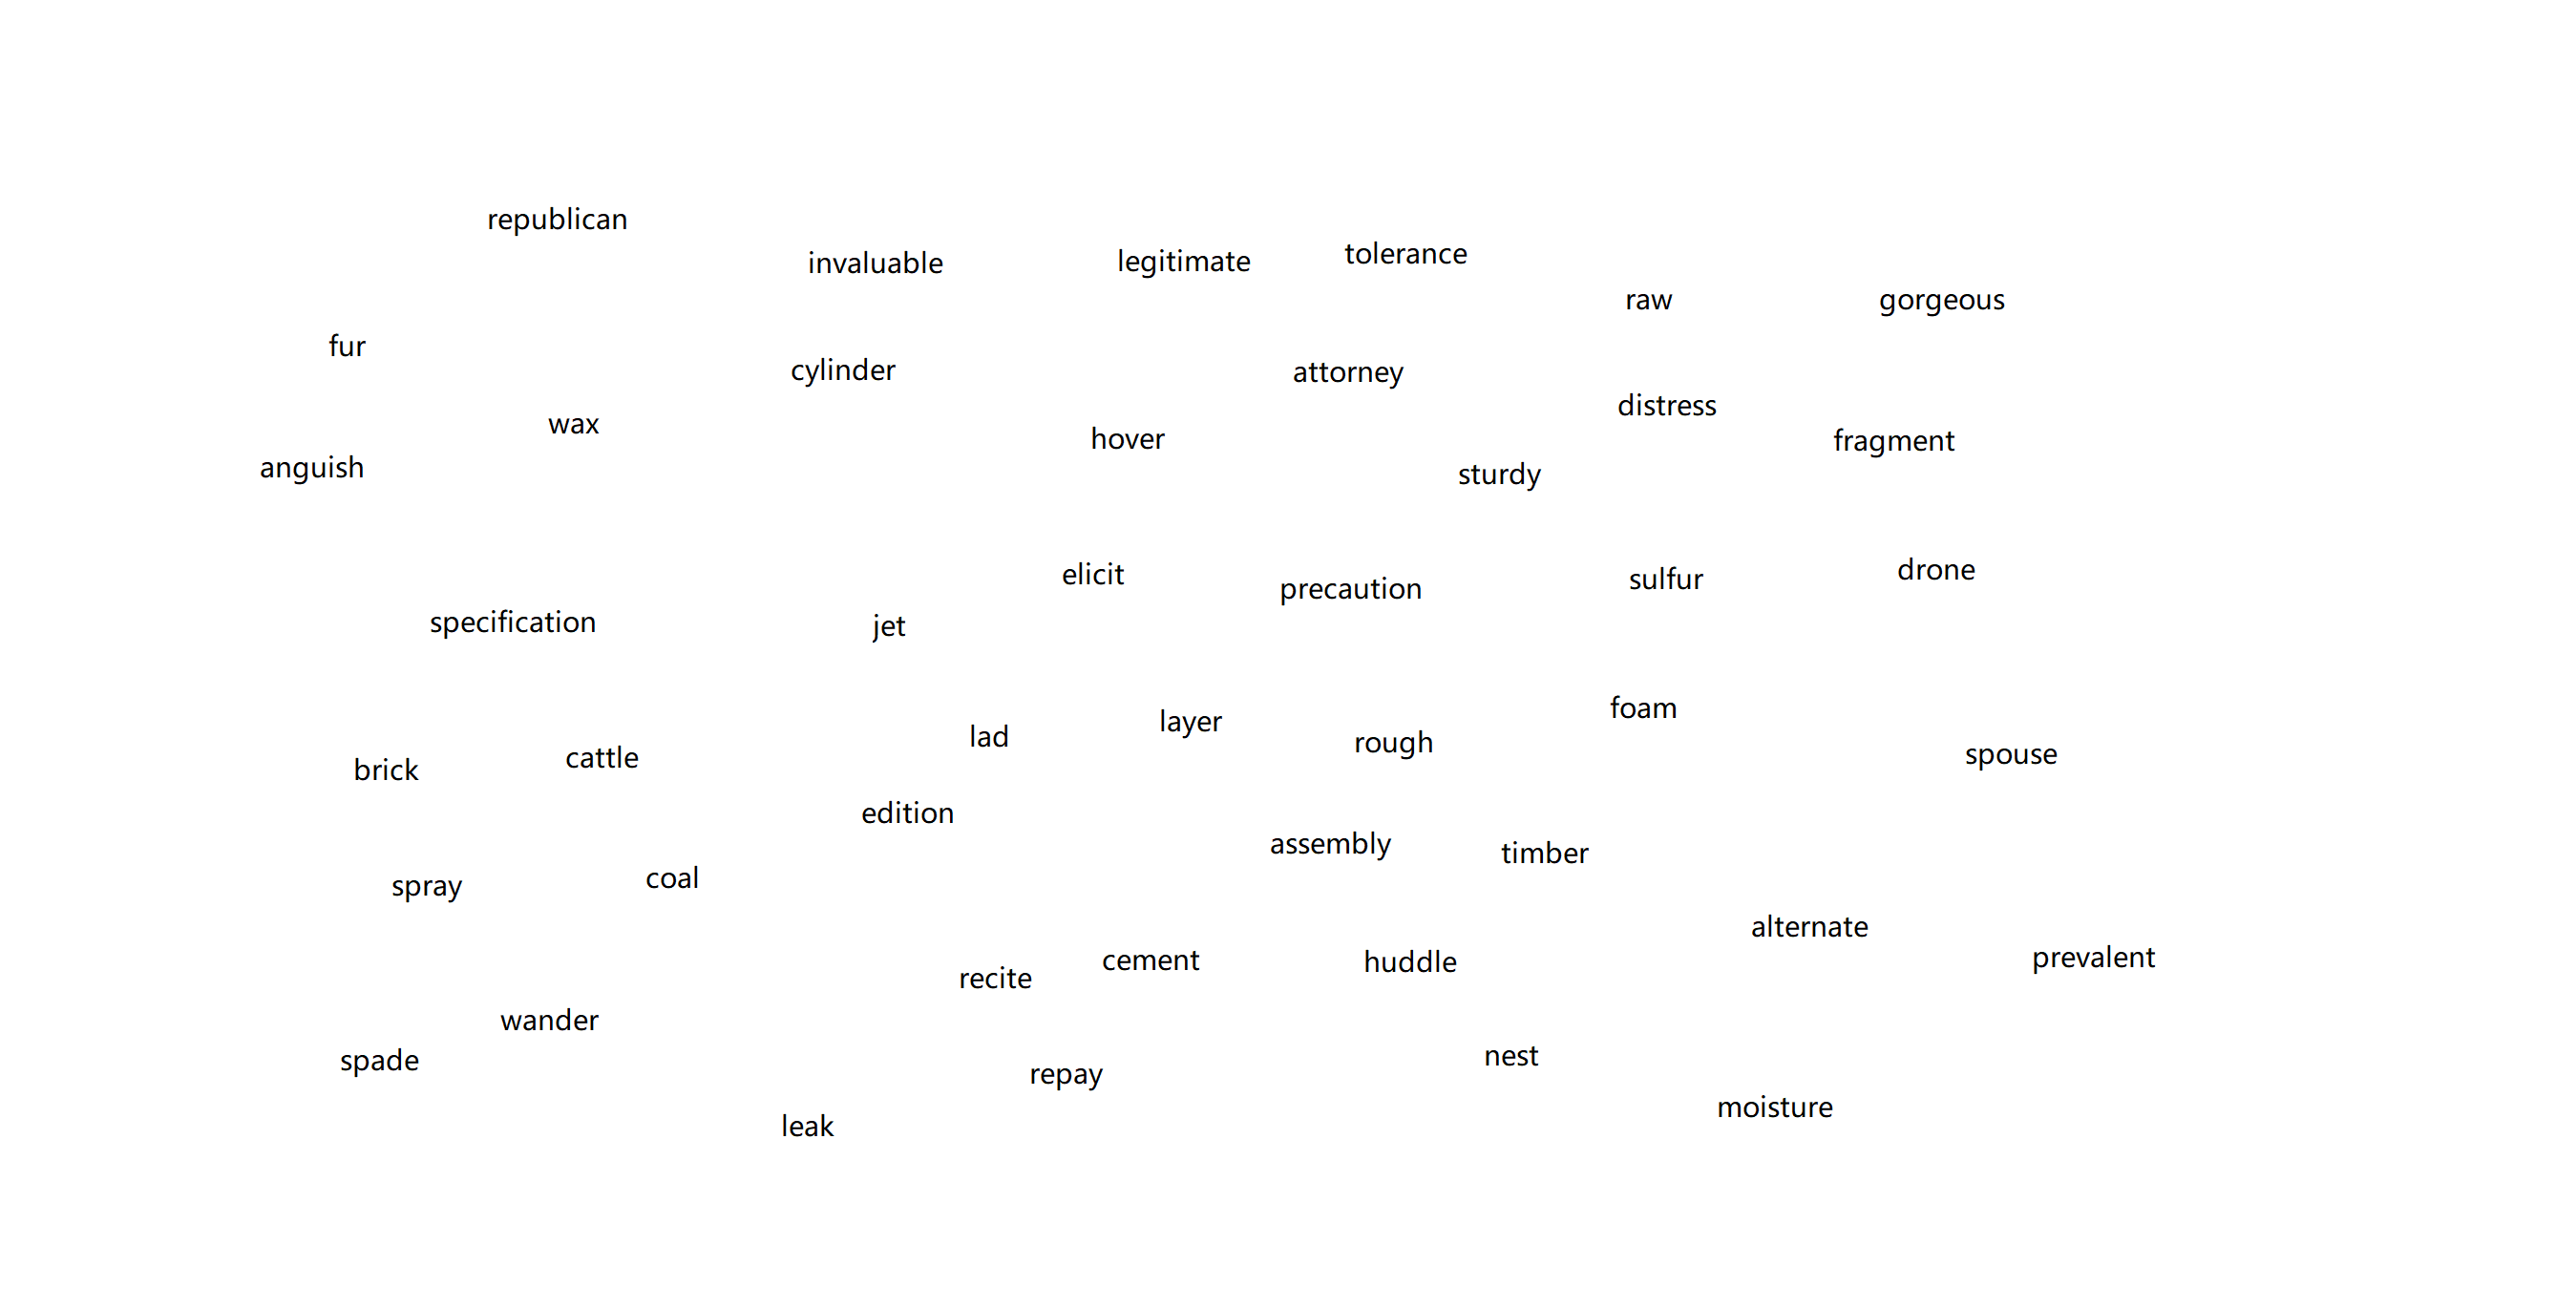 republican
invaluable
legitimate
tolerance
raw
gorgeous
fur
cylinder
attorney
distress
wax
hover
fragment
anguish
sturdy
elicit
precaution
sulfur
drone
specification
jet
lad
layer
rough
foam
spouse
brick
cattle
edition
assembly
timber
spray
coal
alternate
prevalent
recite
cement
huddle
wander
spade
repay
nest
moisture
leak